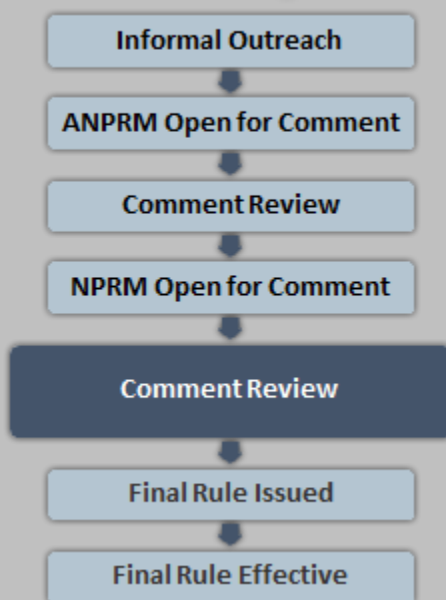 Informal Outreach
ANPRM Open for Comment
Comment Review
NPRM Open for Comment
Comment Review
Final Rule Issued
Final Rule Effective